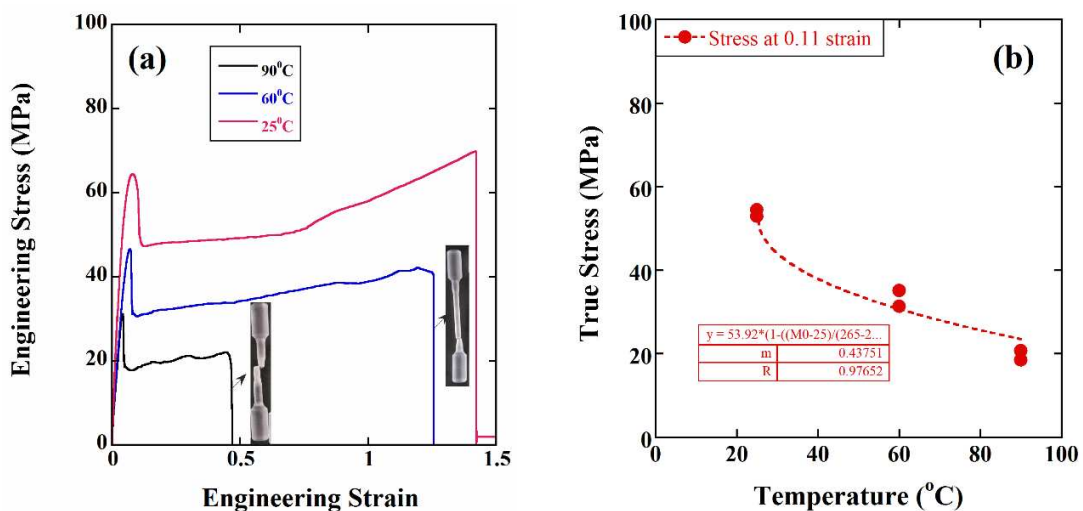 (a)
90⁰C
60⁰C
25⁰C
100
80
60
40
20
0
0
0.5
1
1.5
Engineering Stress (MPa)
Engineering Strain
(b)
Stress at 0.11 strain
100
80
60
40
20
0
0
20
40
60
80
100
True Stress (MPa)
Temperature (°C)
y = 53.92*(1-((M0-25)/(265-2...
m 0.43751
R 0.97652